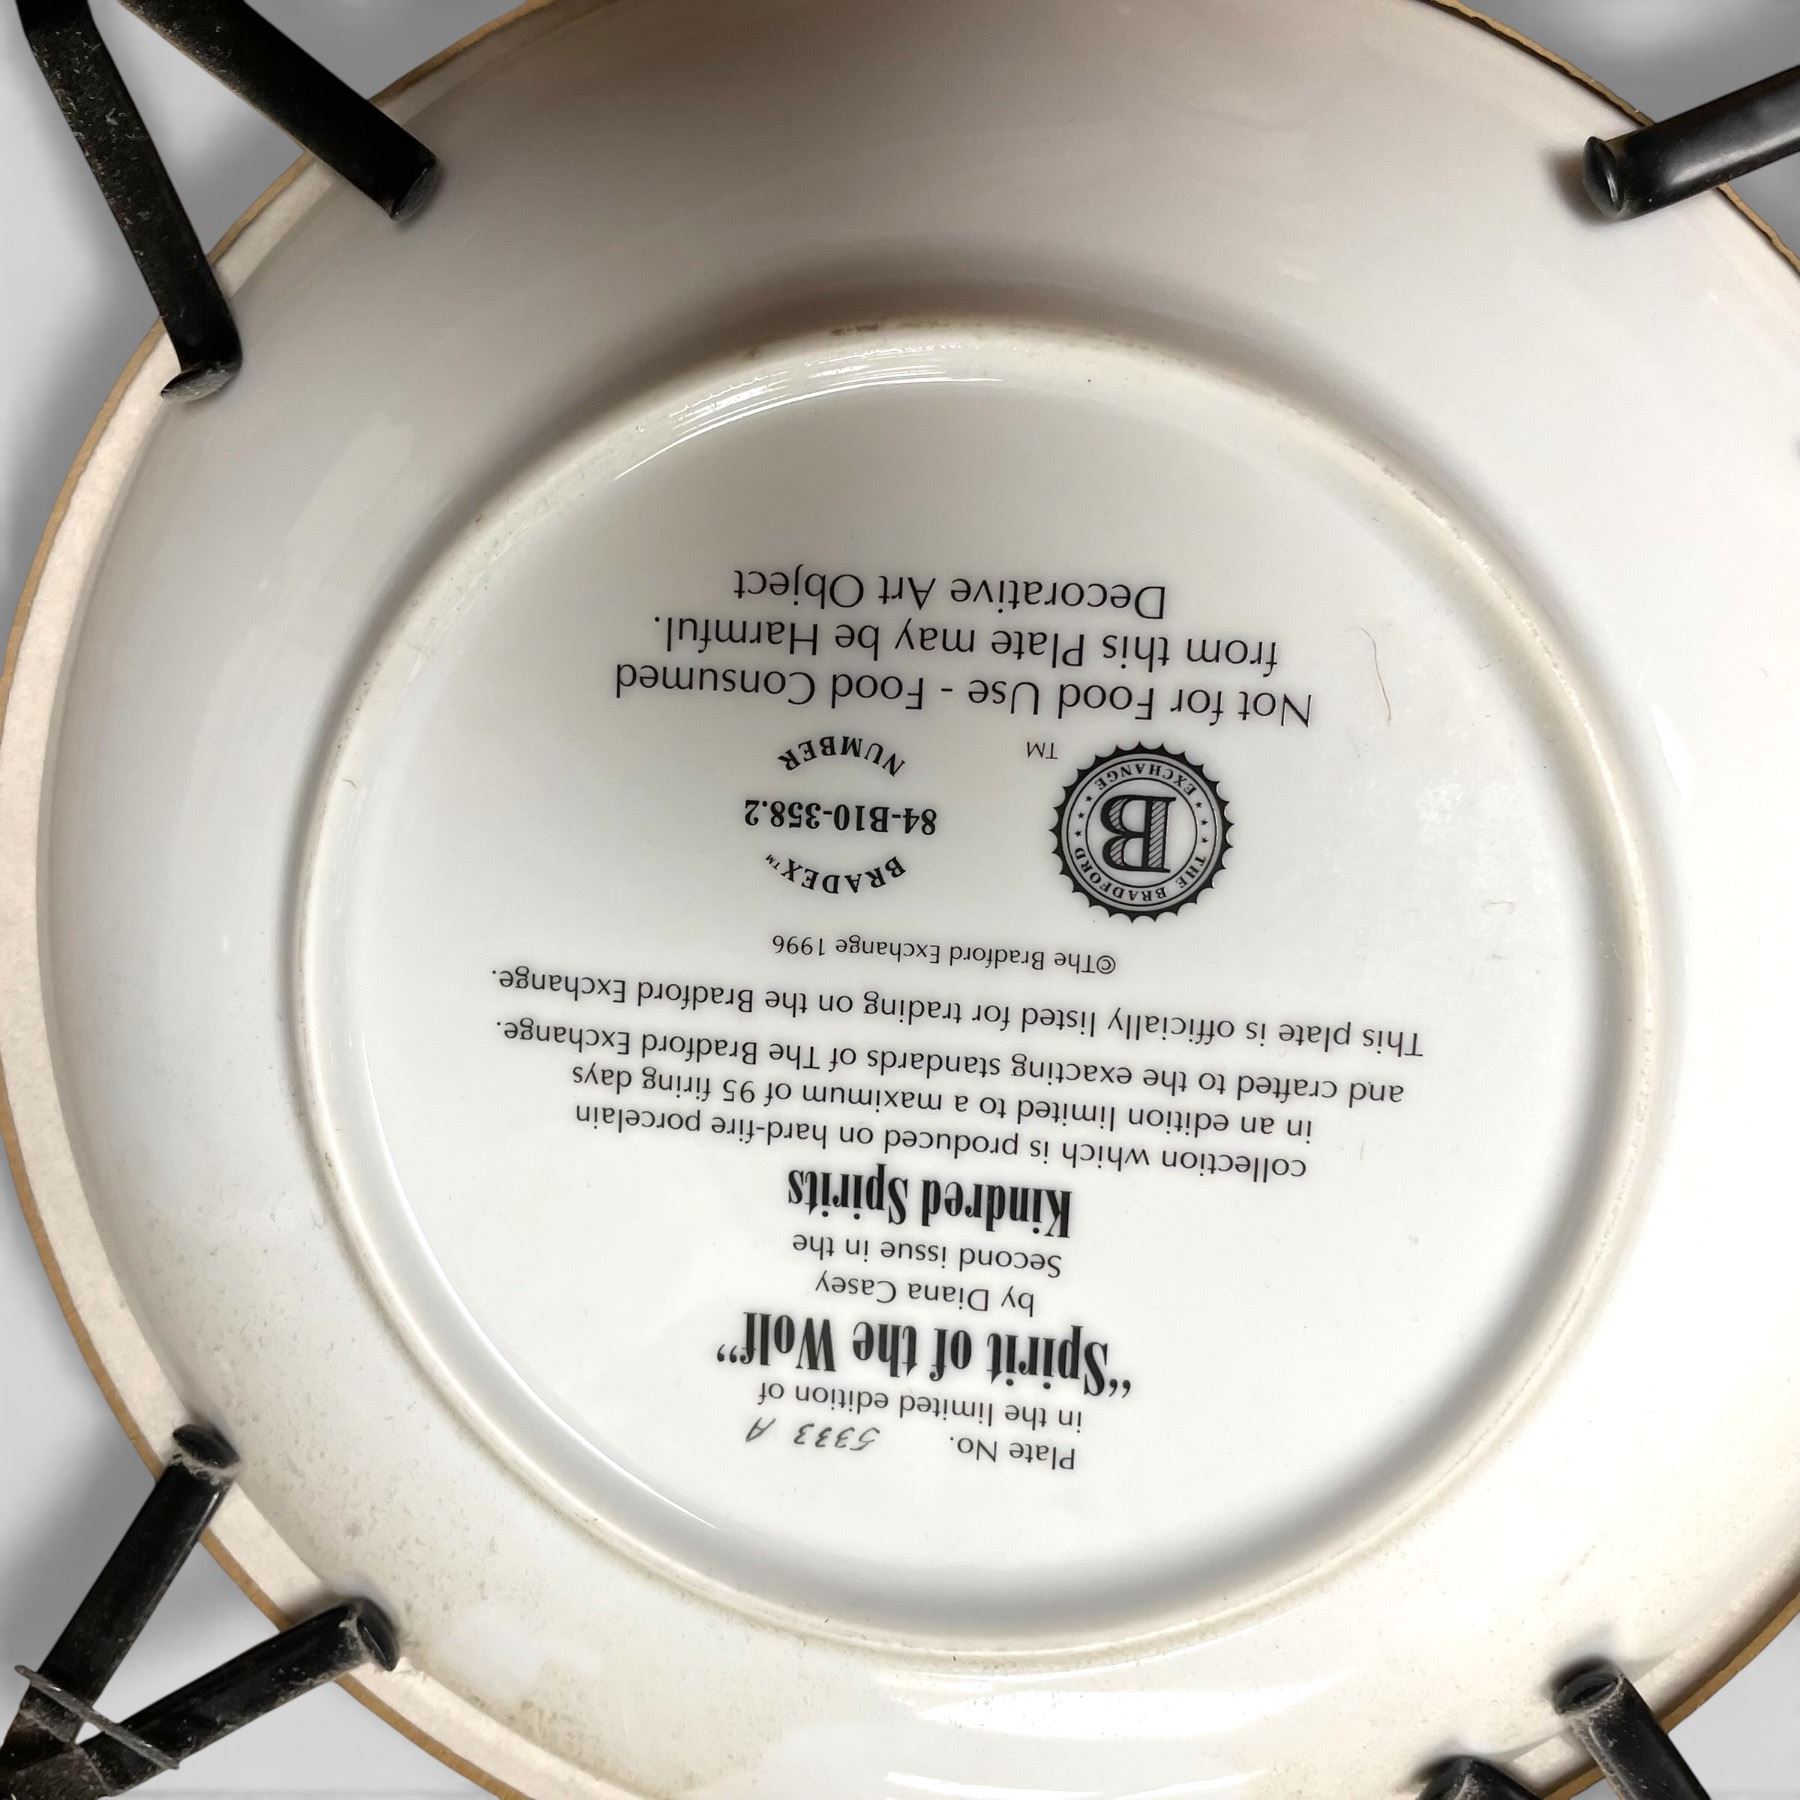 Plate No. 5333 A
in the limited edition of
“Spirit of the Wolf”
by Diana Casey
Second issue in the
Kindred Spirits
collection which is produced on hard-fire porcelain
in an edition limited to a maximum of 95 firing days
and crafted to the exacting standards of The Bradford Exchange.
This plate is officially listed for trading on the Bradford Exchange.
©The Bradford Exchange 1996
THE BRADFORD EXCHANGE
B
TM
BRADEX™
84-B10-358.2
NUMBER
Not for Food Use - Food Consumed
from this Plate may be Harmful.
Decorative Art Object